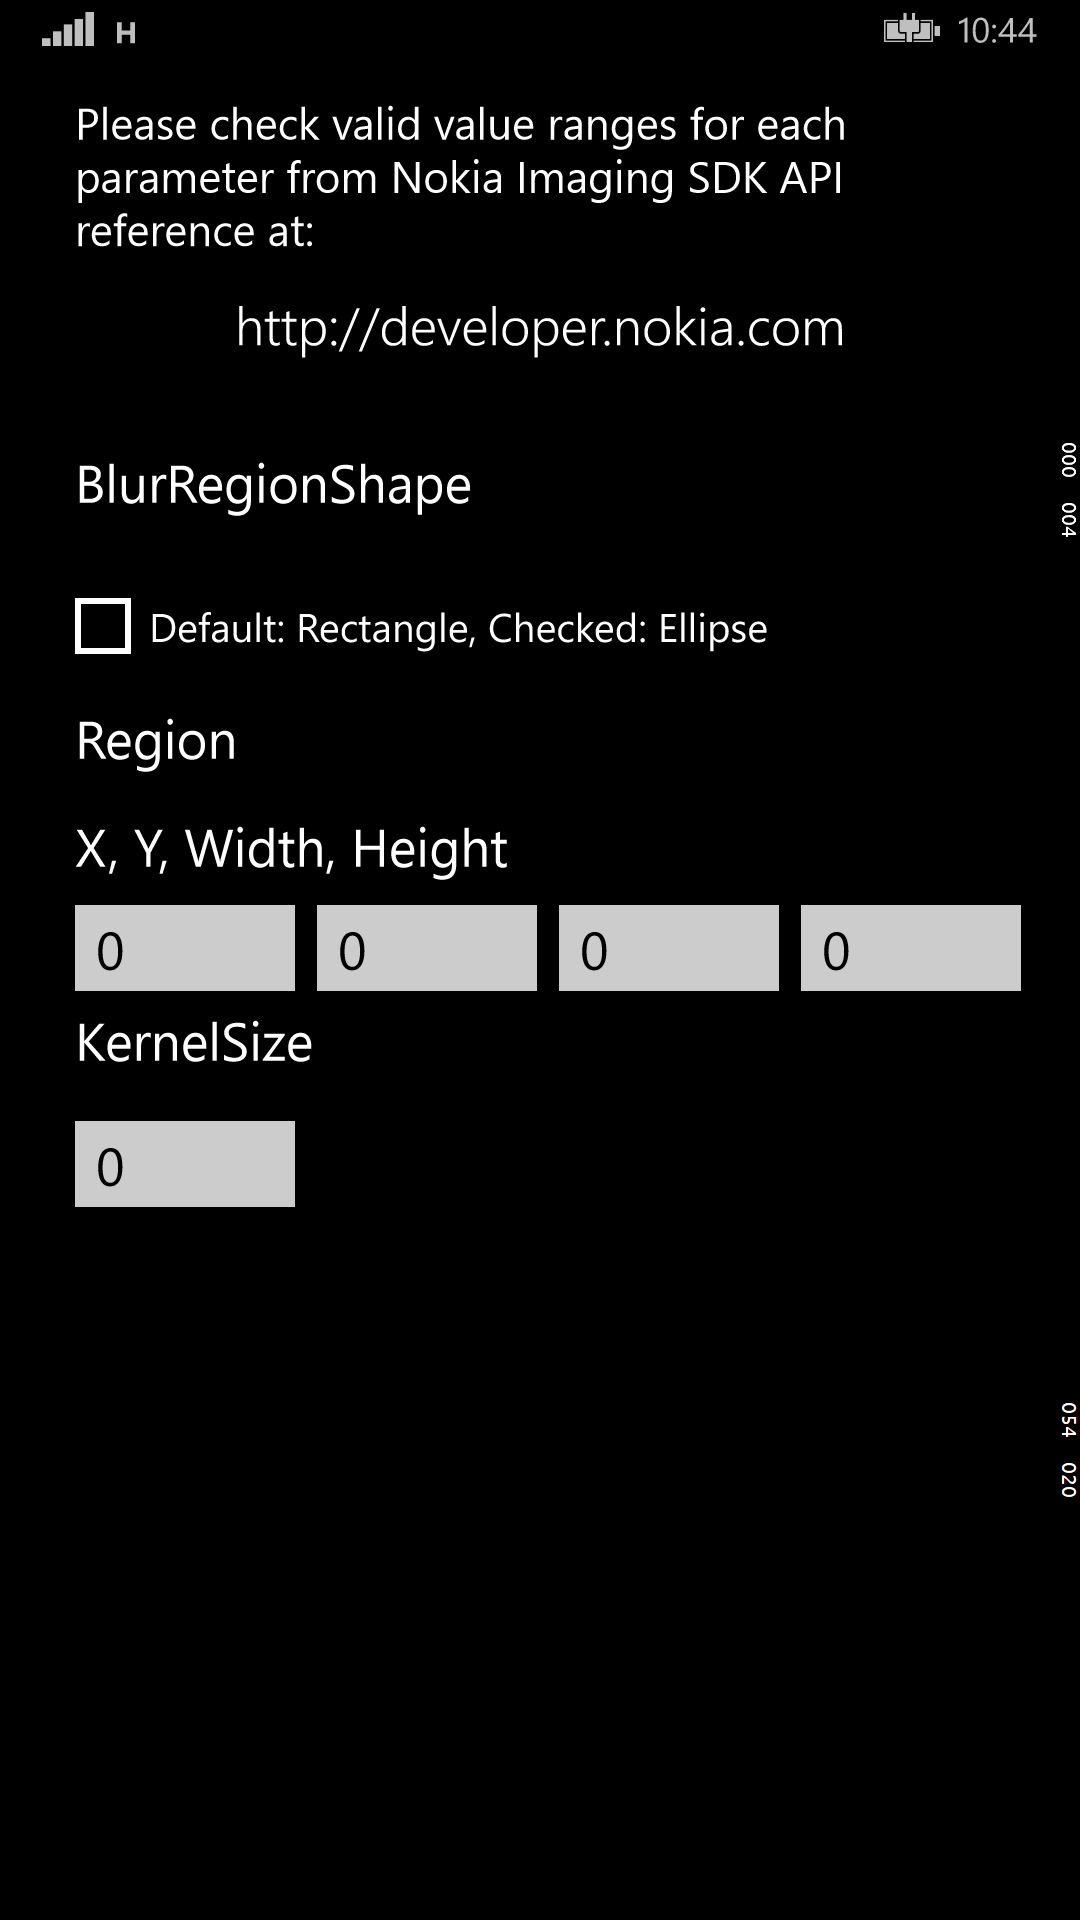 H 10:44
Please check valid value ranges for each
parameter from Nokia Imaging SDK API
reference at:
http://developer.nokia.com
BlurRegionShape
000 004
Default: Rectangle, Checked: Ellipse
Region
X, Y, Width, Height
0 0 0 0
KernelSize
0
054 020